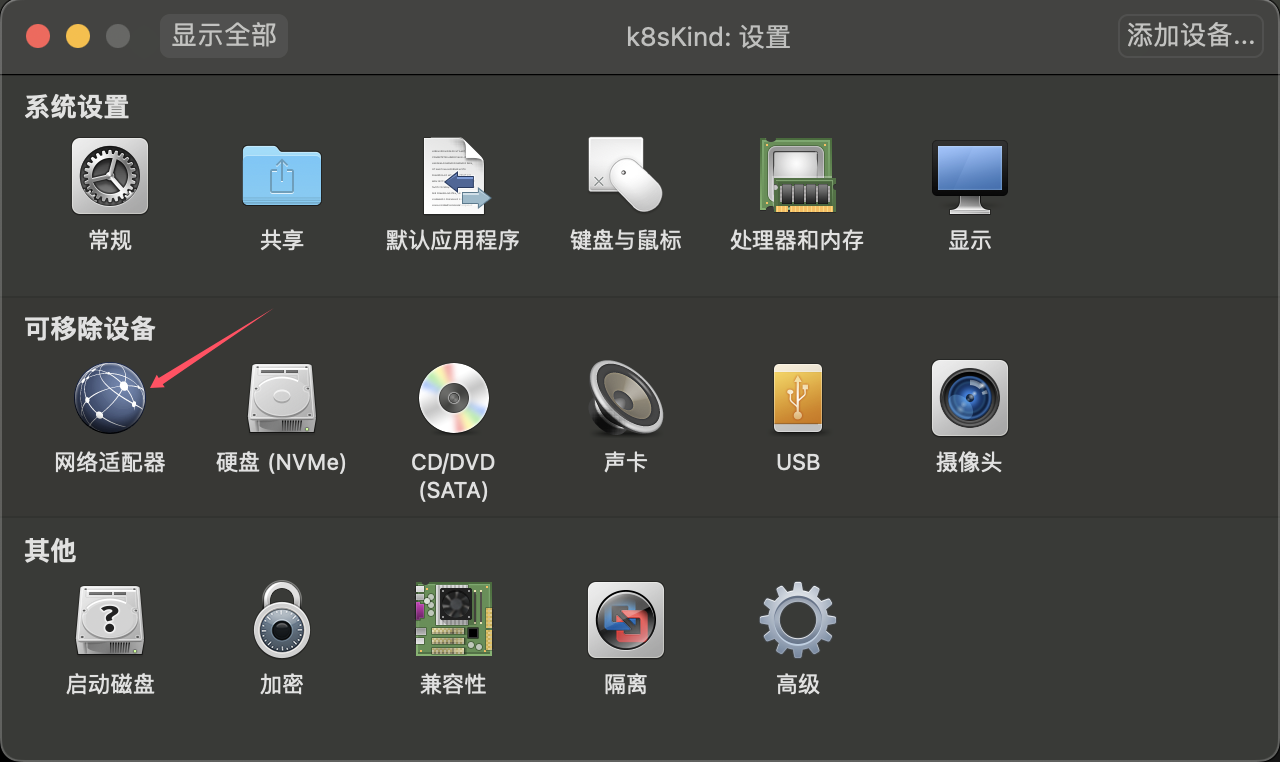 显示全部
k8sKind: 设置
添加设备...
系统设置
常规
共享
默认应用程序
键盘与鼠标
处理器和内存
显示
可移除设备
网络适配器
硬盘 (NVMe)
CD/DVD
(SATA)
声卡
USB
摄像头
其他
启动磁盘
加密
兼容性
隔离
高级